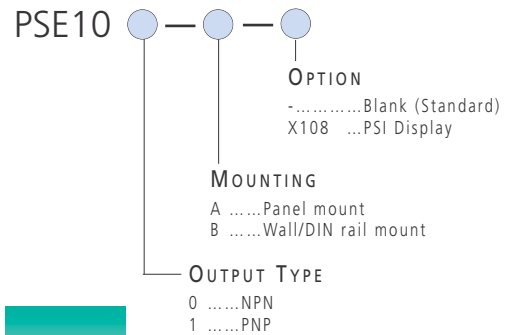 PSE10 — —
OPTION
-............Blank (Standard)
X108 ...PSI Display
MOUNTING
A ......Panel mount
B ......Wall/DIN rail mount
OUTPUT TYPE
0 ......NPN
1 ......PNP